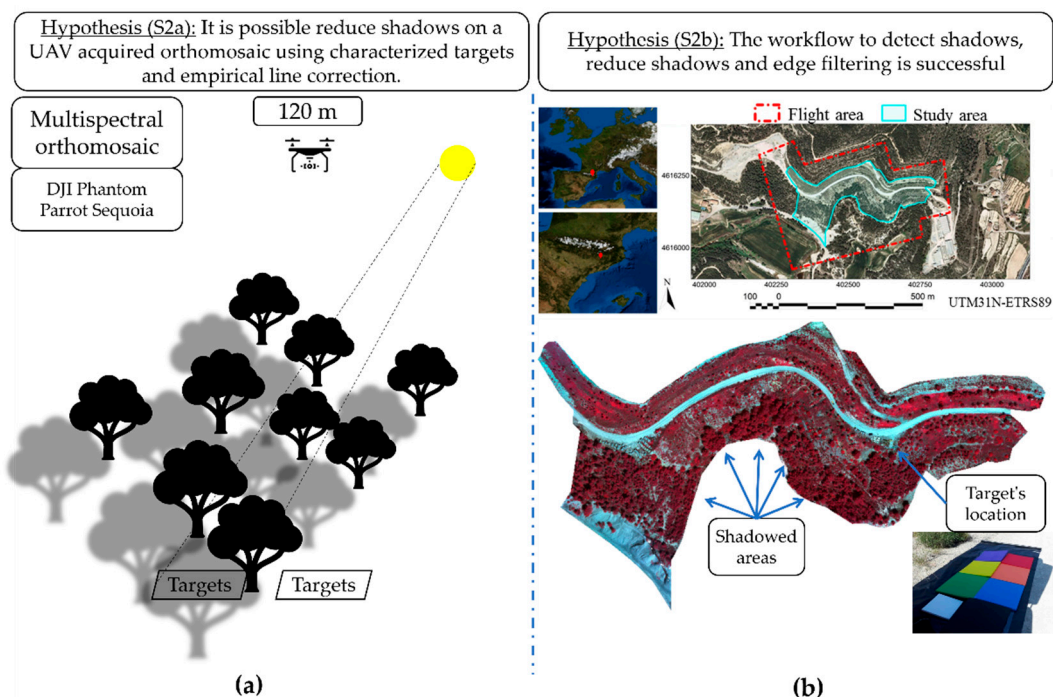 Hypothesis (S2a): It is possible reduce shadows on a
UAV acquired orthomosaic using characterized targets
and empirical line correction.
Multispectral
orthomosaic
DJI Phantom
Parrot Sequoia
120 m
Targets
Targets
(a)
Hypothesis (S2b): The workflow to detect shadows,
reduce shadows and edge filtering is successful
Flight area
Study area
4616250
4616000
402000
402250
402500
402750
403000
N
100
0
500 m
UTM31N-ETRS89
Shadowed
areas
Target's
location
(b)